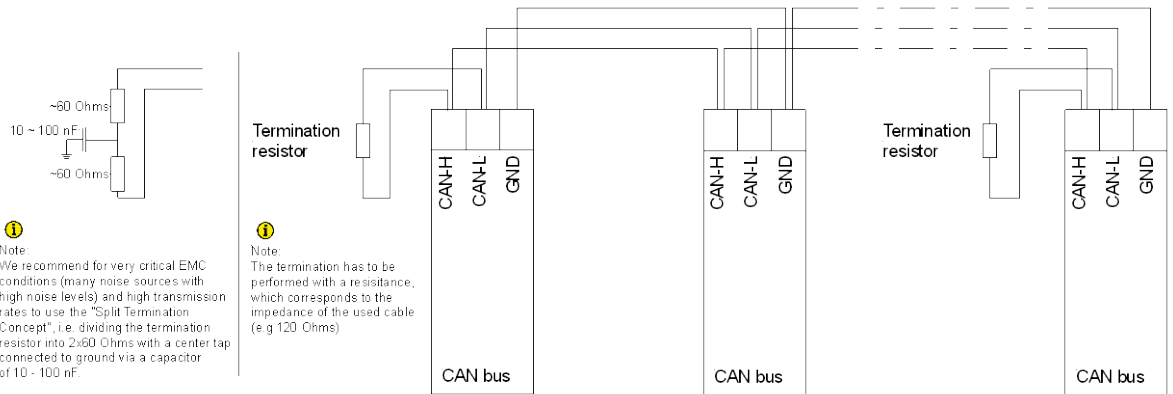 ~60 Ohms
10 ~ 100 nF
~60 Ohms
Note:
We recommend for very critical EMC
conditions (many noise sources with
high noise levels) and high transmission
rates to use the "Split Termination
Concept", i.e. dividing the termination
resistor into 2x60 Ohms with a center tap
connected to ground via a capacitor
of 10 - 100 nF.
Termination
resistor
Note:
The termination has to be
performed with a resisitance,
which corresponds to the
impedance of the used cable
(e.g 120 Ohms)
CAN-H
CAN-L
GND
CAN bus
CAN-H
CAN-L
GND
CAN bus
Termination
resistor
CAN-H
CAN-L
GND
CAN bus